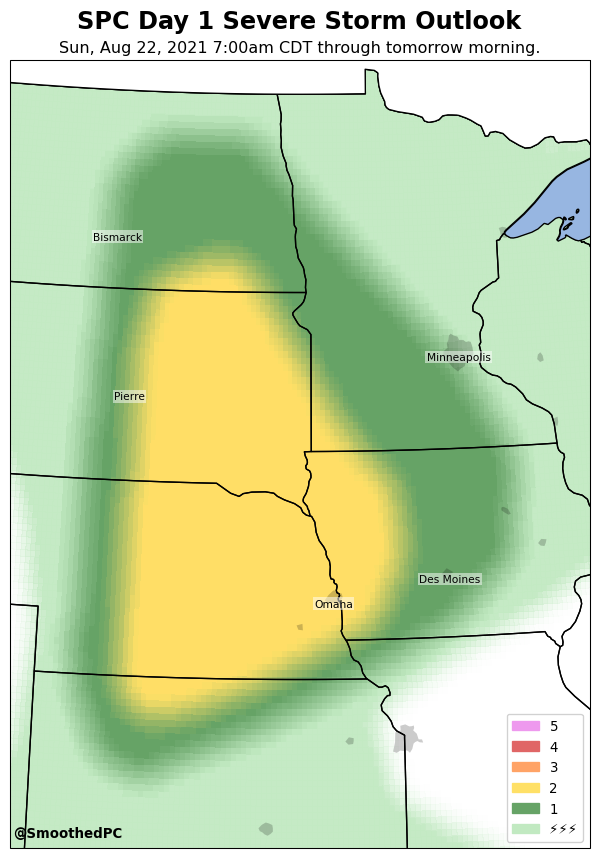 SPC Day 1 Severe Storm Outlook
Sun, Aug 22, 2021 7:00am CDT through tomorrow morning.
Bismarck
Minneapolis
Pierre
Des Moines
Omaha
5
4
3
2
1
⚡⚡⚡
@SmoothedPC